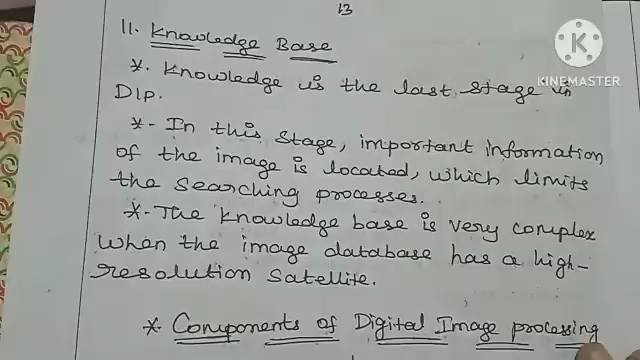 13
11. Knowledge Base
*. Knowledge is the last stage in
DIP.
*- In this stage, important information
of the image is located, which limits
the searching processes.
*- The knowledge base is very complex
when the image database has a high-
resolution satellite.
*. Components of Digital Image processing
K
KINEMASTER